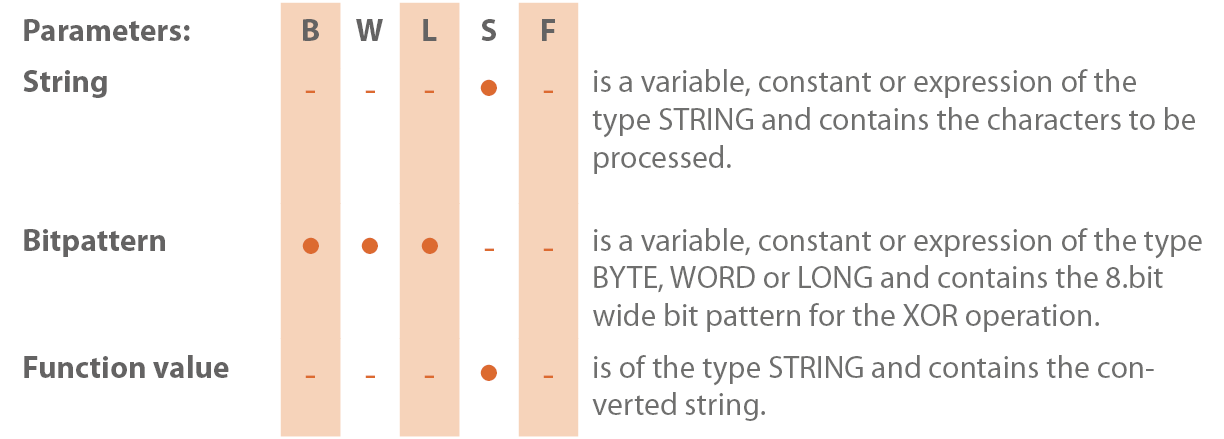 Parameters: B W L S F
String - - - ● - is a variable, constant or expression of the
type STRING and contains the characters to be
processed.
Bitpattern ● ● ● - - is a variable, constant or expression of the type
BYTE, WORD or LONG and contains the 8.bit
wide bit pattern for the XOR operation.
Function value - - - ● - is of the type STRING and contains the con-
verted string.